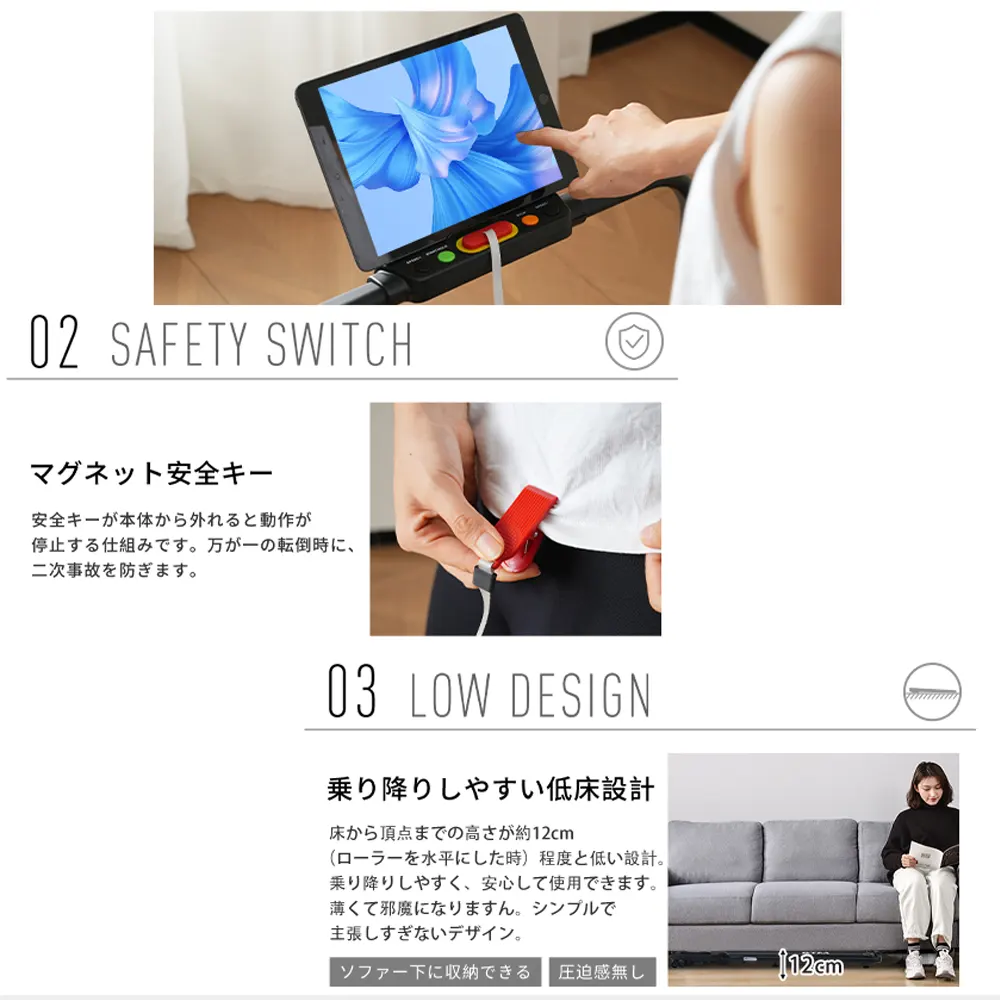 02 SAFETY SWITCH
マグネット安全キー
安全キーが本体から外れると動作が
停止する仕組みです。万が一の転倒時に、
二次事故を防ぎます。
03 LOW DESIGN
乗り降りしやすい低床設計
床から頂点までの高さが約12cm
（ローラーを水平にした時）程度と低い設計。
乗り降りしやすく、安心して使用できます。
薄くて邪魔になりますん。シンプルで
主張しすぎないデザイン。
ソファー下に収納できる
圧迫感無し
12cm